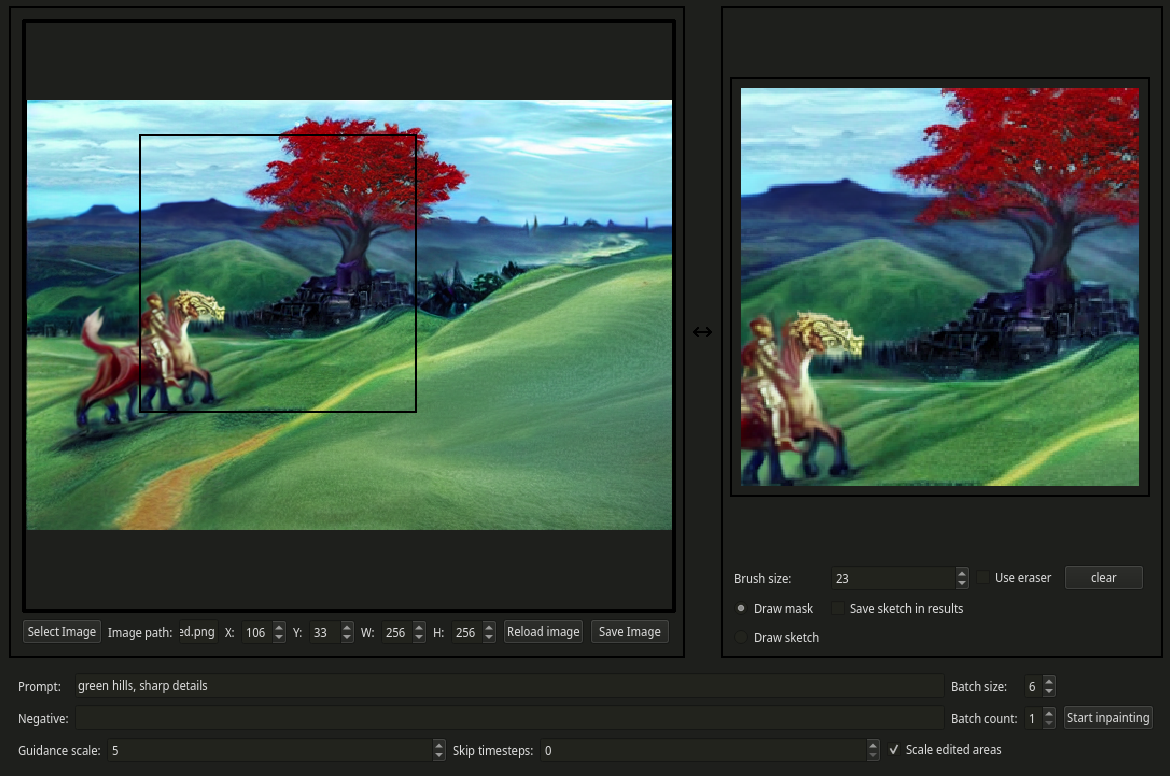 Brush size: 23 Use eraser clear
Draw mask Save sketch in results
Draw sketch
Select Image Image path: ed.png X: 106 Y: 33 W: 256 H: 256 Reload image Save Image
Prompt: green hills, sharp details Batch size: 6
Negative: Batch count: 1 Start inpainting
Guidance scale: 5 Skip timesteps: 0 Scale edited areas